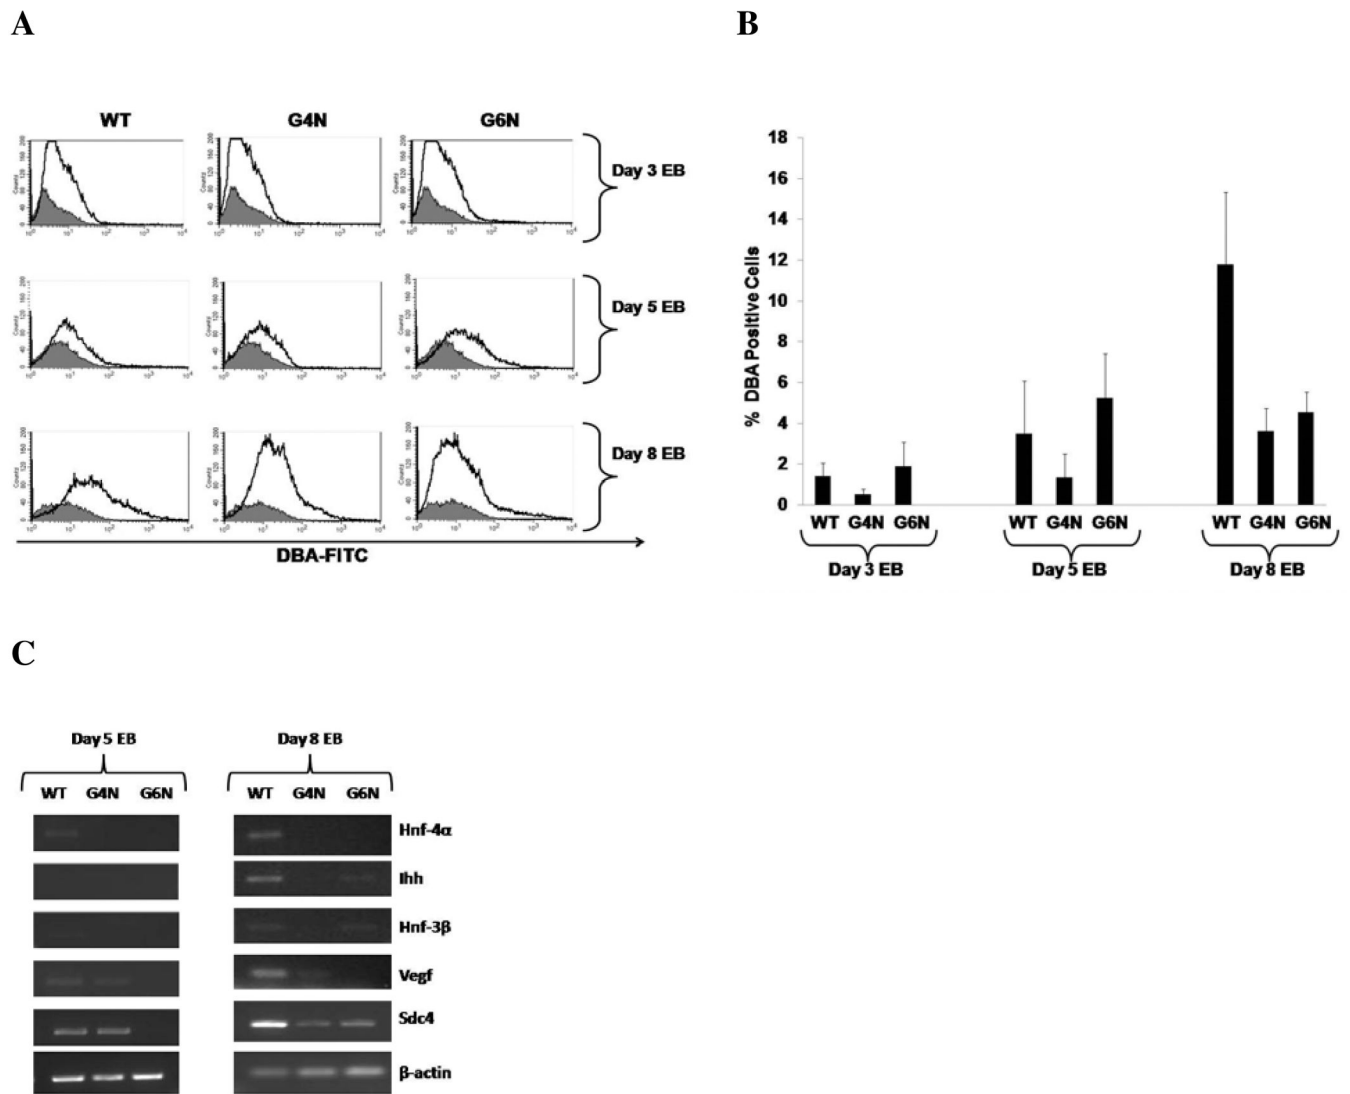 A
B
WT G4N G6N
Day 3 EB
Day 5 EB
Day 8 EB
Counts
DBA-FITC
% DBA Positive Cells
18
16
14
12
10
8
6
4
2
0
WT G4N G6N WT G4N G6N WT G4N G6N
Day 3 EB Day 5 EB Day 8 EB
C
Day 5 EB Day 8 EB
WT G4N G6N WT G4N G6N
Hnf-4α
Ihh
Hnf-3β
Vegf
Sdc4
β-actin